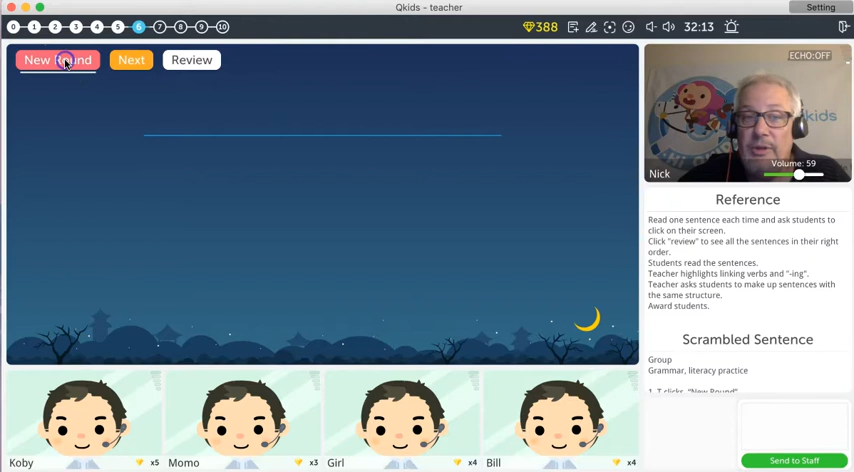 Qkids - teacher
Setting
0 1 2 3 4 5 6 7 8 9 10
388
32:13
New Round
Next
Review
ECHO:OFF
kids
Volume: 59
Nick
Reference
Read one sentence each time and ask students to
click on their screen.
Click "review" to see all the sentences in their right
order.
Students read the sentences.
Teacher highlights linking verbs and "-ing".
Teacher asks students to make up sentences with
the same structure.
Award students.
Scrambled Sentence
Group
Grammar, literacy practice
1. T clicks "New Round"
Koby x5
Momo x3
Girl x4
Bill x4
Send to Staff